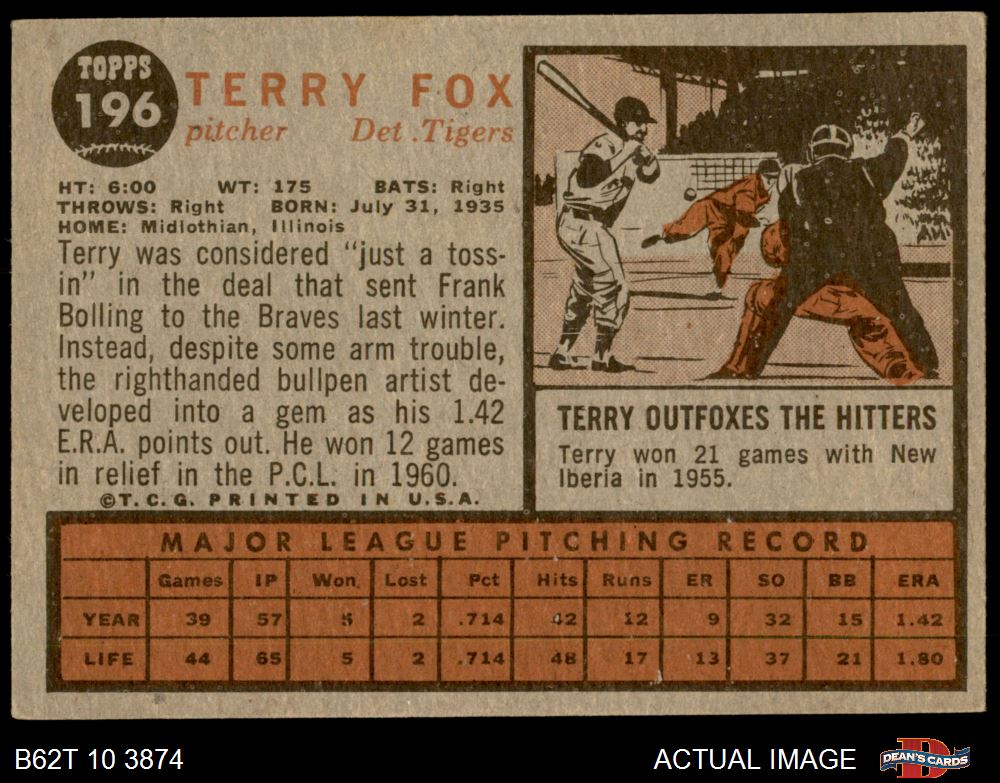 TOPPS
196
TERRY FOX
pitcher Det. Tigers
HT: 6:00 WT: 175 BATS: Right
THROWS: Right BORN: July 31, 1935
HOME: Midlothian, Illinois
Terry was considered "just a toss-
in" in the deal that sent Frank
Bolling to the Braves last winter.
Instead, despite some arm trouble,
the righthanded bullpen artist de-
veloped into a gem as his 1.42
E.R.A. points out. He won 12 games
in relief in the P.C.L. in 1960.
©T.C.G. PRINTED IN U.S.A.
TERRY OUTFOXES THE HITTERS
Terry won 21 games with New
Iberia in 1955.
MAJOR LEAGUE PITCHING RECORD
Games IP Won Lost Pct Hits Runs ER SO BB ERA
YEAR 39 57 5 2 .714 42 12 9 32 15 1.42
LIFE 44 65 5 2 .714 48 17 13 37 21 1.80
B62T 10 3874 ACTUAL IMAGE DEAN'S CARDS